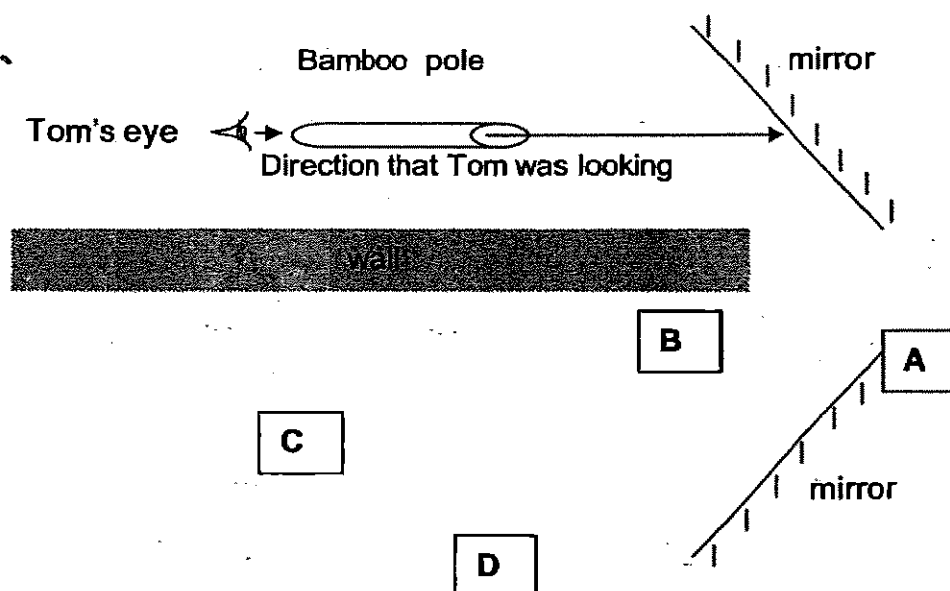 Bamboo pole
mirror
Tom's eye
Direction that Tom was looking
wall
B
A
C
mirror
D